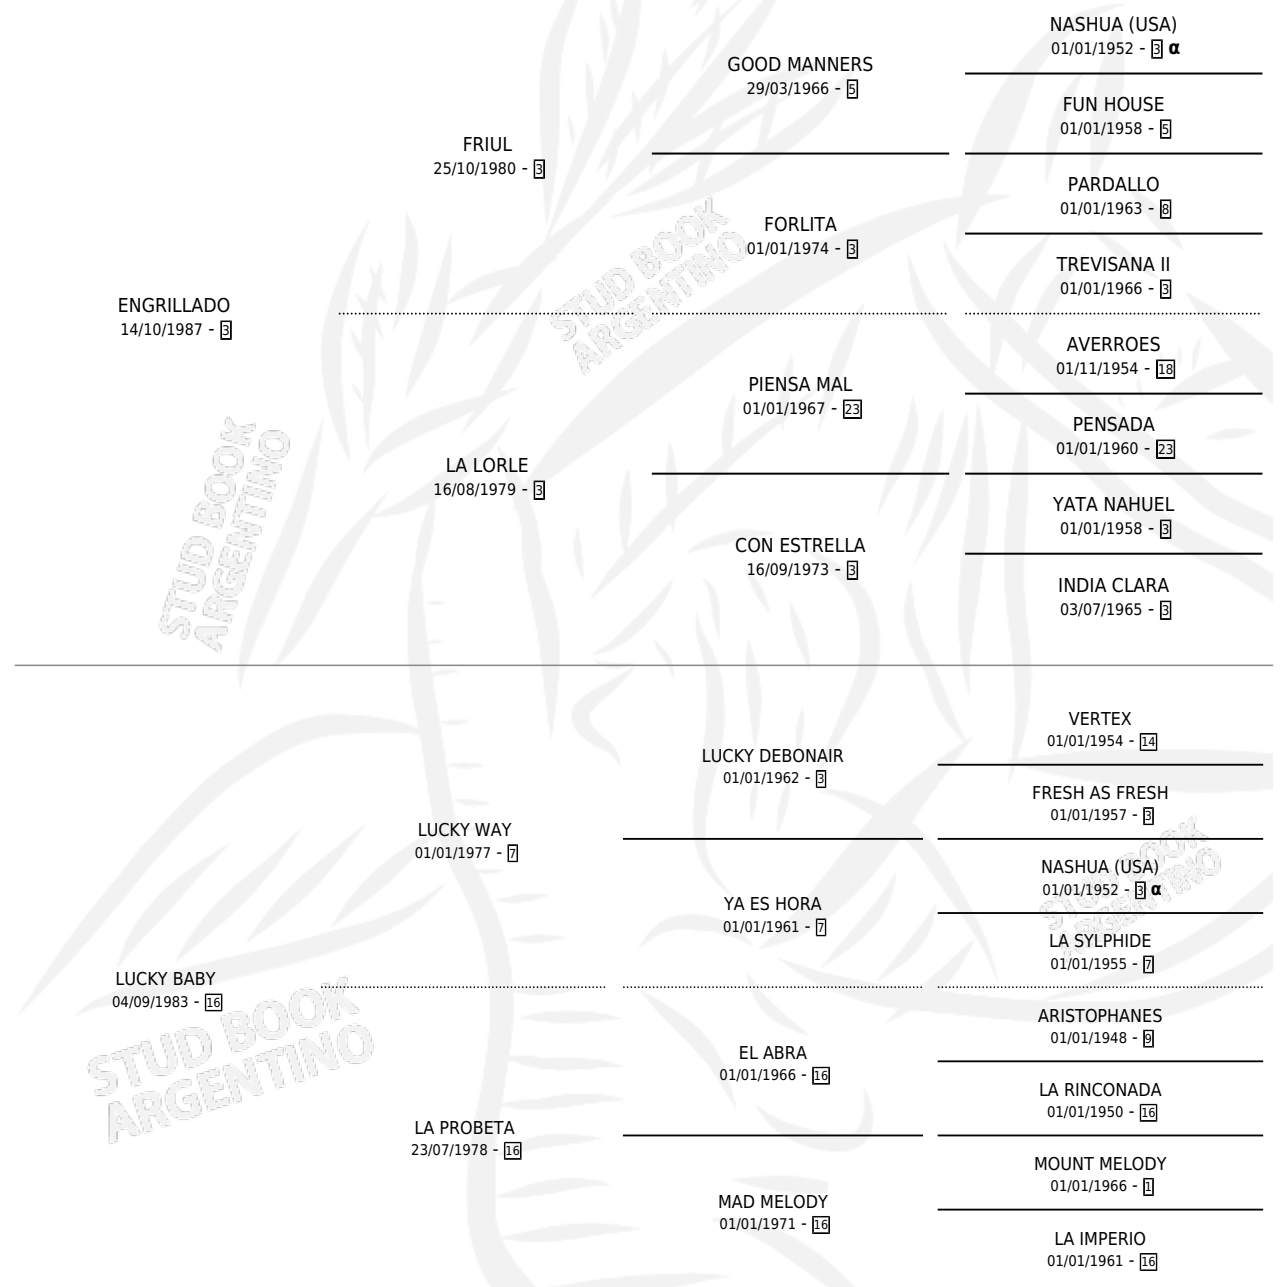 NASHUA (USA)
01/01/1952 - 3 α
GOOD MANNERS
29/03/1966 - 5
FUN HOUSE
01/01/1958 - 5
FRIUL
25/10/1980 - 3
PARDALLO
01/01/1963 - 8
FORLITA
01/01/1974 - 3
TREVISANA II
01/01/1966 - 3
STUD BOOK
ARGENTINO
ENGRILLADO
14/10/1987 - 3
AVERROES
01/11/1954 - 18
PIENSA MAL
01/01/1967 - 23
PENSADA
01/01/1960 - 23
LA LORLE
16/08/1979 - 3
YATA NAHUEL
01/01/1958 - 3
CON ESTRELLA
16/09/1973 - 3
INDIA CLARA
03/07/1965 - 3
STUD BOOK
ARGENTINO
VERTEX
01/01/1954 - 14
LUCKY DEBONAIR
01/01/1962 - 3
FRESH AS FRESH
01/01/1957 - 3
LUCKY WAY
01/01/1977 - 7
NASHUA (USA)
01/01/1952 - 3 α
YA ES HORA
01/01/1961 - 7
LA SYLPHIDE
01/01/1955 - 7
STUD BOOK
ARGENTINO
LUCKY BABY
04/09/1983 - 16
ARISTOPHANES
01/01/1948 - 9
EL ABRA
01/01/1966 - 16
LA RINCONADA
01/01/1950 - 16
STUD BOOK
ARGENTINO
LA PROBETA
23/07/1978 - 16
MOUNT MELODY
01/01/1966 - 1
MAD MELODY
01/01/1971 - 16
LA IMPERIO
01/01/1961 - 16